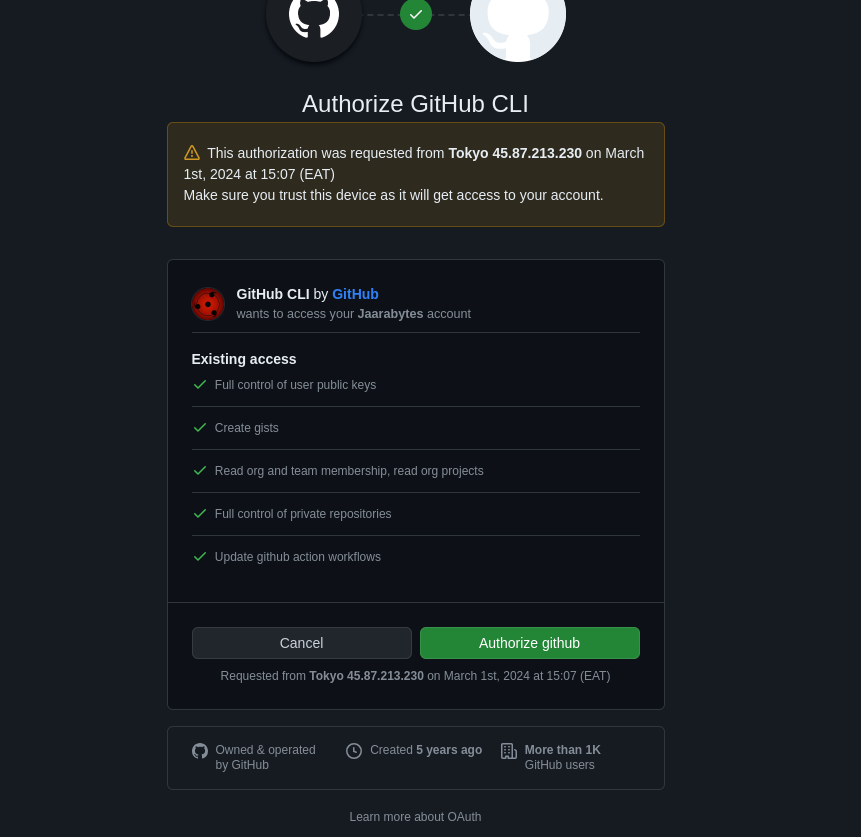 Authorize GitHub CLI
This authorization was requested from Tokyo 45.87.213.230 on March
1st, 2024 at 15:07 (EAT)
Make sure you trust this device as it will get access to your account.
GitHub CLI by GitHub
wants to access your Jaarabytes account
Existing access
Full control of user public keys
Create gists
Read org and team membership, read org projects
Full control of private repositories
Update github action workflows
Cancel
Authorize github
Requested from Tokyo 45.87.213.230 on March 1st, 2024 at 15:07 (EAT)
Owned & operated
by GitHub
Created 5 years ago
More than 1K
GitHub users
Learn more about OAuth